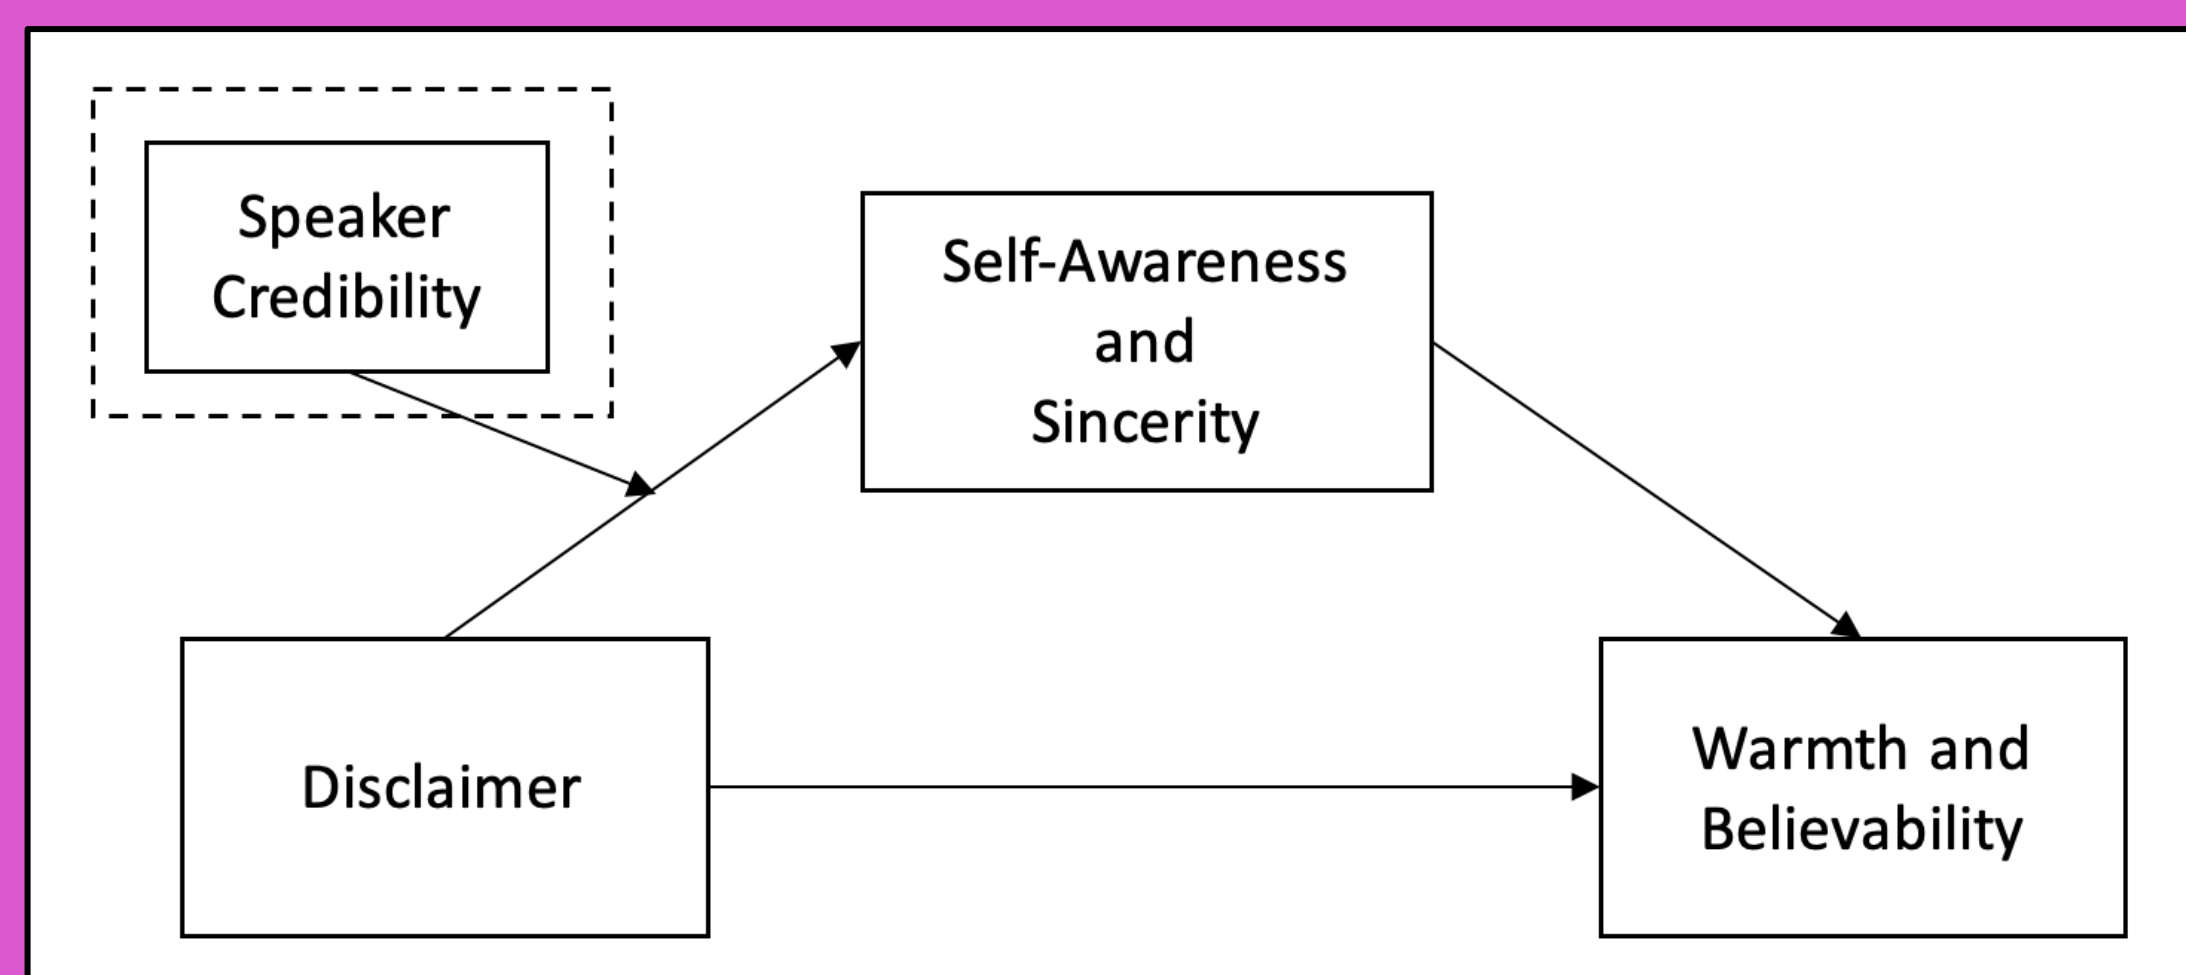 Speaker
Credibility
Self-Awareness
and
Sincerity
Disclaimer
Warmth and
Believability